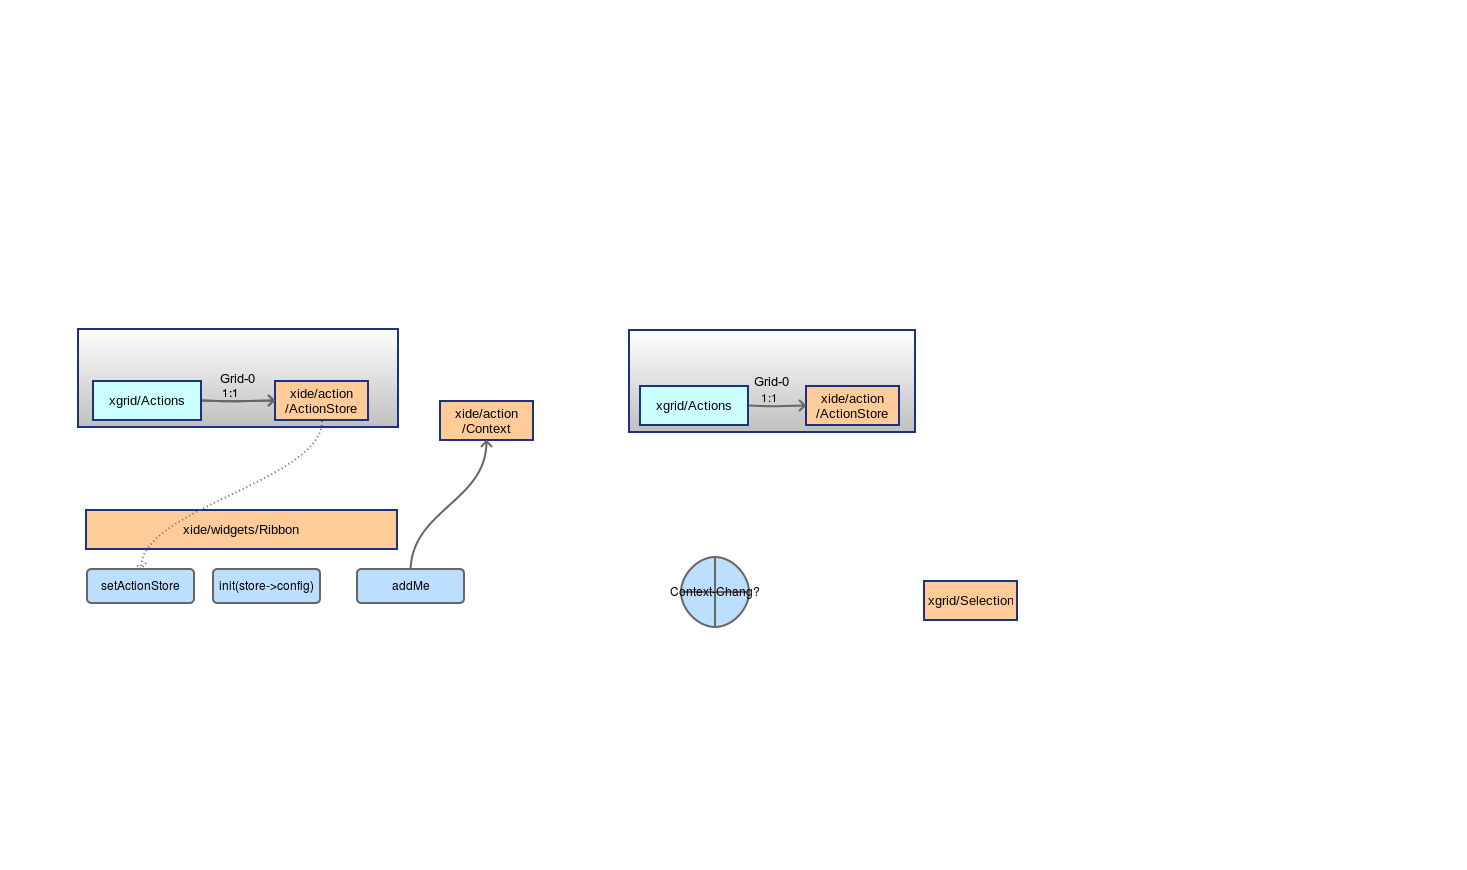 Grid-0
1:1
xgrid/Actions
xide/action
/ActionStore
xide/action
/Context
Grid-0
1:1
xgrid/Actions
xide/action
/ActionStore
xide/widgets/Ribbon
setActionStore
init(store->config)
addMe
Context Chang?
xgrid/Selection